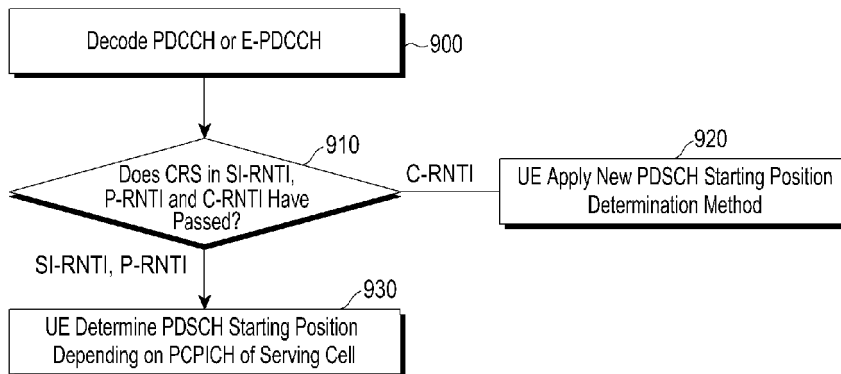 Decode PDCCH or E-PDCCH
900
910
Does CRS in SI-RNTI,
P-RNTI and C-RNTI Have
Passed?
C-RNTI
920
UE Apply New PDSCH Starting Position
Determination Method
SI-RNTI, P-RNTI
930
UE Determine PDSCH Starting Position
Depending on PCPICH of Serving Cell